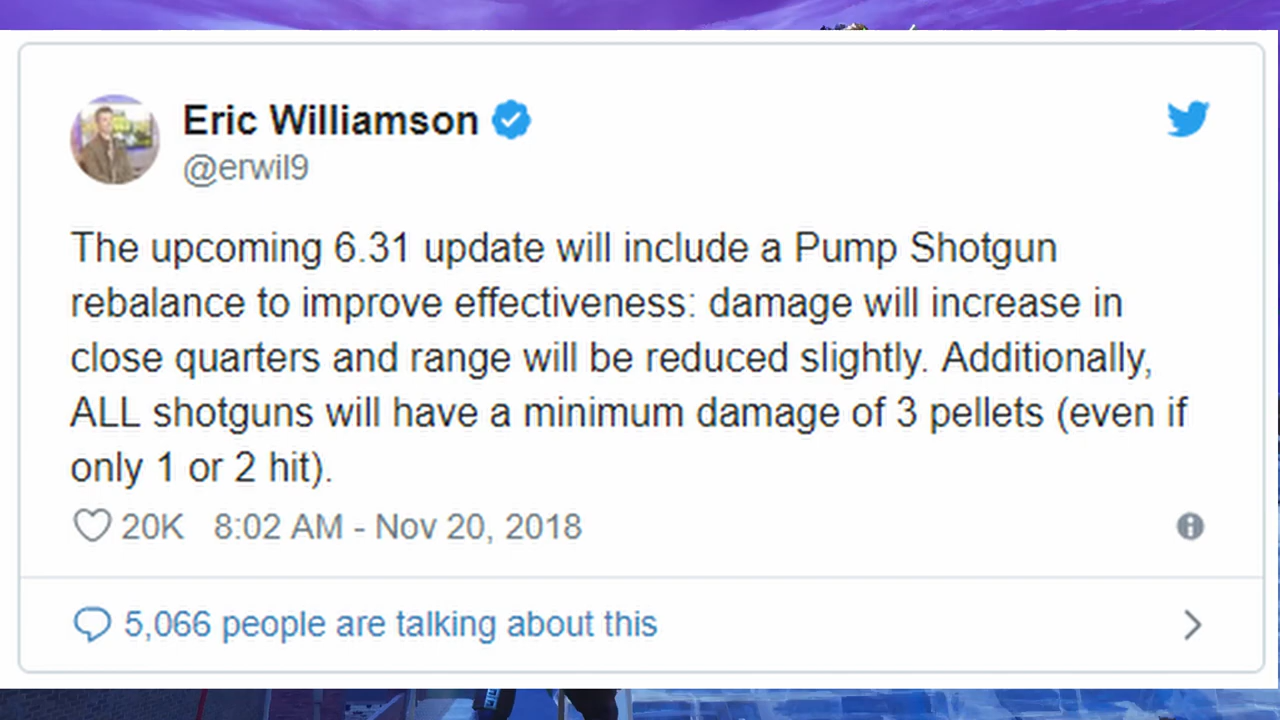 Eric Williamson
@erwil9
The upcoming 6.31 update will include a Pump Shotgun
rebalance to improve effectiveness: damage will increase in
close quarters and range will be reduced slightly. Additionally,
ALL shotguns will have a minimum damage of 3 pellets (even if
only 1 or 2 hit).
20K 8:02 AM - Nov 20, 2018
5,066 people are talking about this